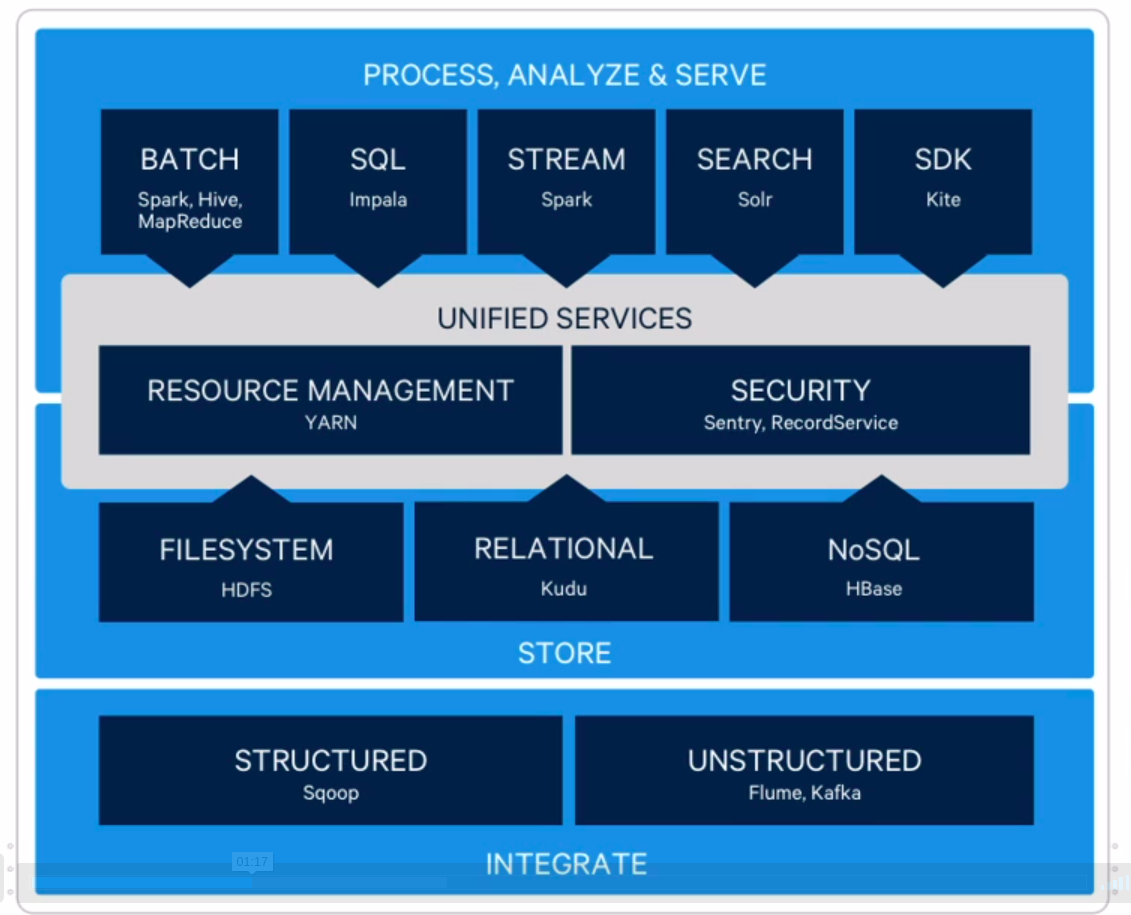 PROCESS, ANALYZE & SERVE
BATCH
Spark, Hive,
MapReduce
SQL
Impala
STREAM
Spark
SEARCH
Solr
SDK
Kite
UNIFIED SERVICES
RESOURCE MANAGEMENT
YARN
SECURITY
Sentry, RecordService
FILESYSTEM
HDFS
RELATIONAL
Kudu
NoSQL
HBase
STORE
STRUCTURED
Sqoop
UNSTRUCTURED
Flume, Kafka
01:17
INTEGRATE